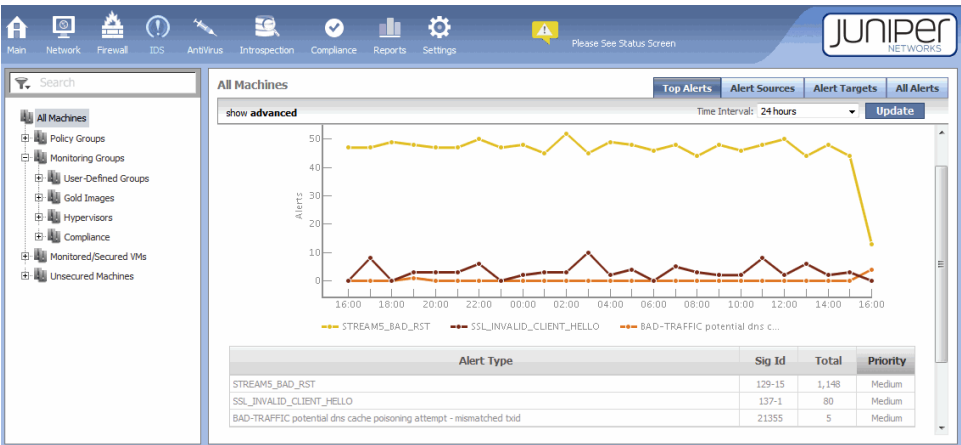 Main Network Firewall IDS AntiVirus Introspection Compliance Reports Settings
Please See Status Screen
JUNIPER
NETWORKS
Search
All Machines
Policy Groups
Monitoring Groups
User-Defined Groups
Gold Images
Hypervisors
Compliance
Monitored/Secured VMs
Unsecured Machines
All Machines
Top Alerts Alert Sources Alert Targets All Alerts
show advanced
Time Interval: 24 hours Update
Alerts
50
40
30
20
10
0
16:00 18:00 20:00 22:00 00:00 02:00 04:00 06:00 08:00 10:00 12:00 14:00 16:00
STREAM5_BAD_RST SSL_INVALID_CLIENT_HELLO BAD-TRAFFIC potential dns c...
Alert Type Sig Id Total Priority
STREAM5_BAD_RST 129-15 1,148 Medium
SSL_INVALID_CLIENT_HELLO 137-1 80 Medium
BAD-TRAFFIC potential dns cache poisoning attempt - mismatched txid 21355 5 Medium